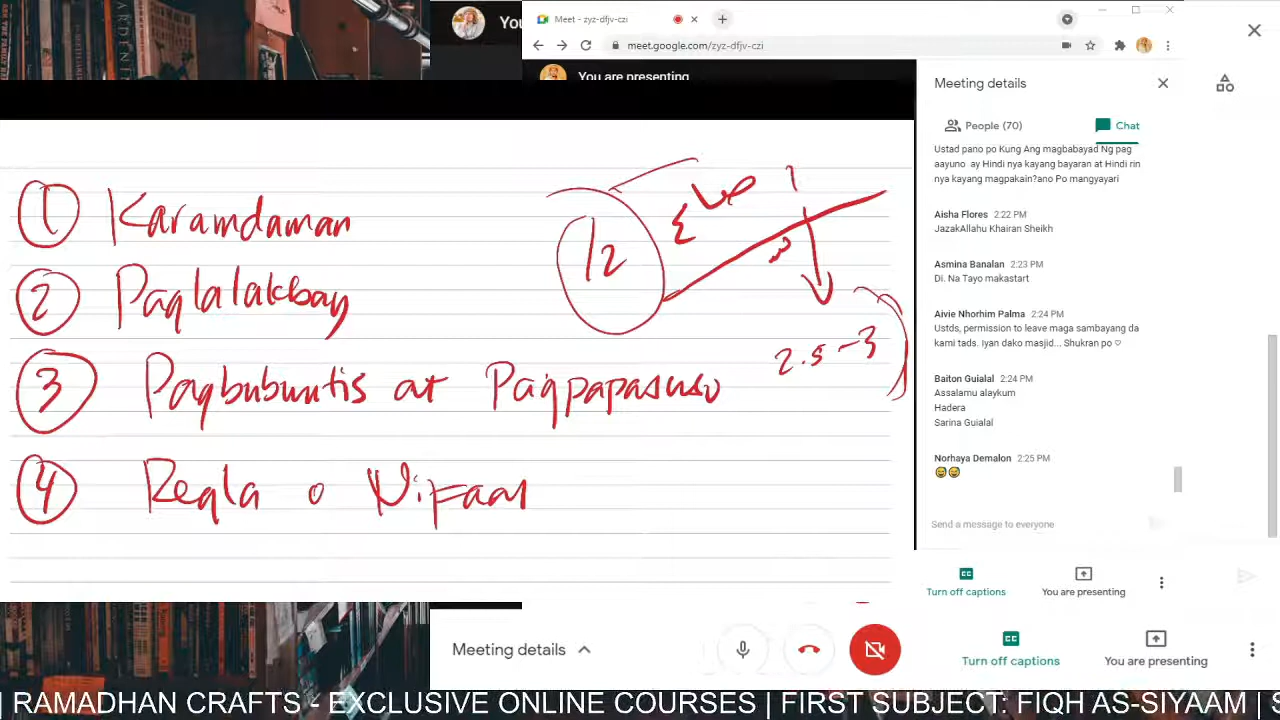 You
Meet - zyz-dfjv-czi
meet.google.com/zyz-dfjv-czi
You are presenting
Meeting details
People (70)
Chat
Ustad pano po Kung Ang magbabayad Ng pag
aayuno ay Hindi nya kayang bayaran at Hindi rin
nya kayang magpakain?ano Po mangyayari
Aisha Flores 2:22 PM
JazakAllahu Khairan Sheikh
Asmina Banalan 2:23 PM
Di. Na Tayo makastart
Aivie Nhorhim Palma 2:24 PM
Ustds, permission to leave maga sambayang da
kami tads. Iyan dako masjid... Shukran po ♡
Baiton Guialal 2:24 PM
Assalamu alaykum
Hadera
Sarina Guialal
Norhaya Demalon 2:25 PM
😅😅
Send a message to everyone
Turn off captions
You are presenting
1 Karamdaman
2 Paglalakbay
3 Pagbubuntis at Pagpapasuso
4 Regla o Nifaas
12
2.5 - 3
Meeting details
Turn off captions
You are presenting
| RAMADHAN CRAFTS - EXCLUSIVE ONLINE COURSES | FIRST SUBJECT: FIQH AS-SIYAAM |